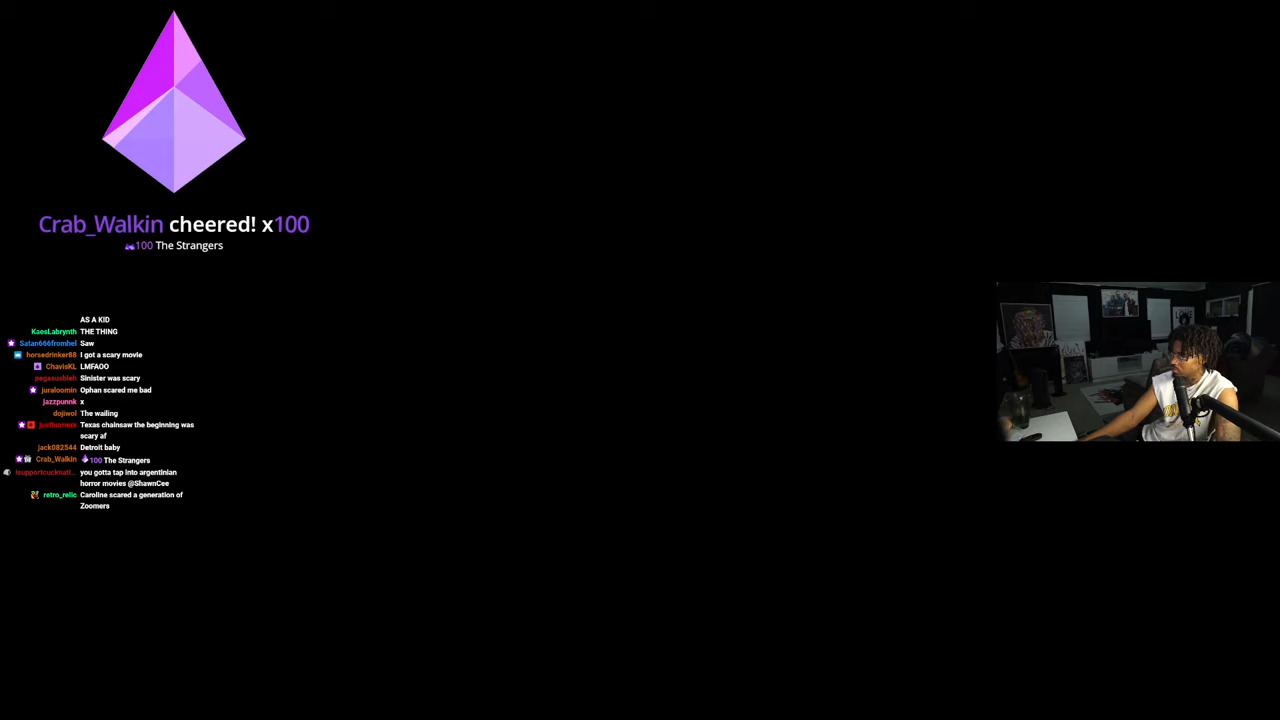 Crab_Walkin cheered! x100
100 The Strangers
AS A KID
KaesLabrynth THE THING
Satan666fromhel Saw
horsedrinker88 I got a scary movie
ChavisKL LMFAOO
pegasusbleh Sinister was scary
juraloomin Ophan scared me bad
jazzpunnk x
dojiwol The wailing
Texas chainsaw the beginning was
scary af
jack082544 Detroit baby
Crab_Walkin 100 The Strangers
you gotta tap into argentinian
horror movies @ShawnCee
retro_relic Caroline scared a generation of
Zoomers